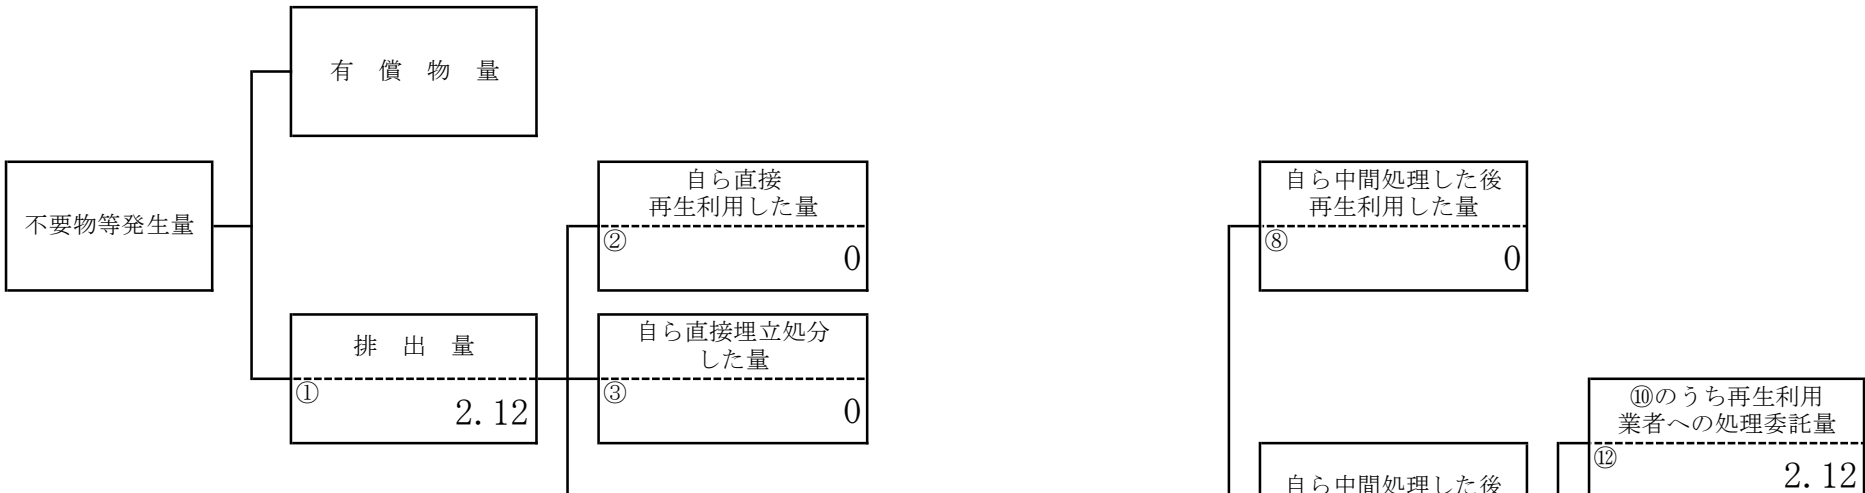 有 償 物 量
不要物等発生量
自ら直接
再生利用した量
②
0
自ら中間処理した後
再生利用した量
⑧
0
排 出 量
①
2.12
自ら直接埋立処分
した量
③
0
⑩のうち再生利用
業者への処理委託量
⑫
2.12
自ら中間処理した後